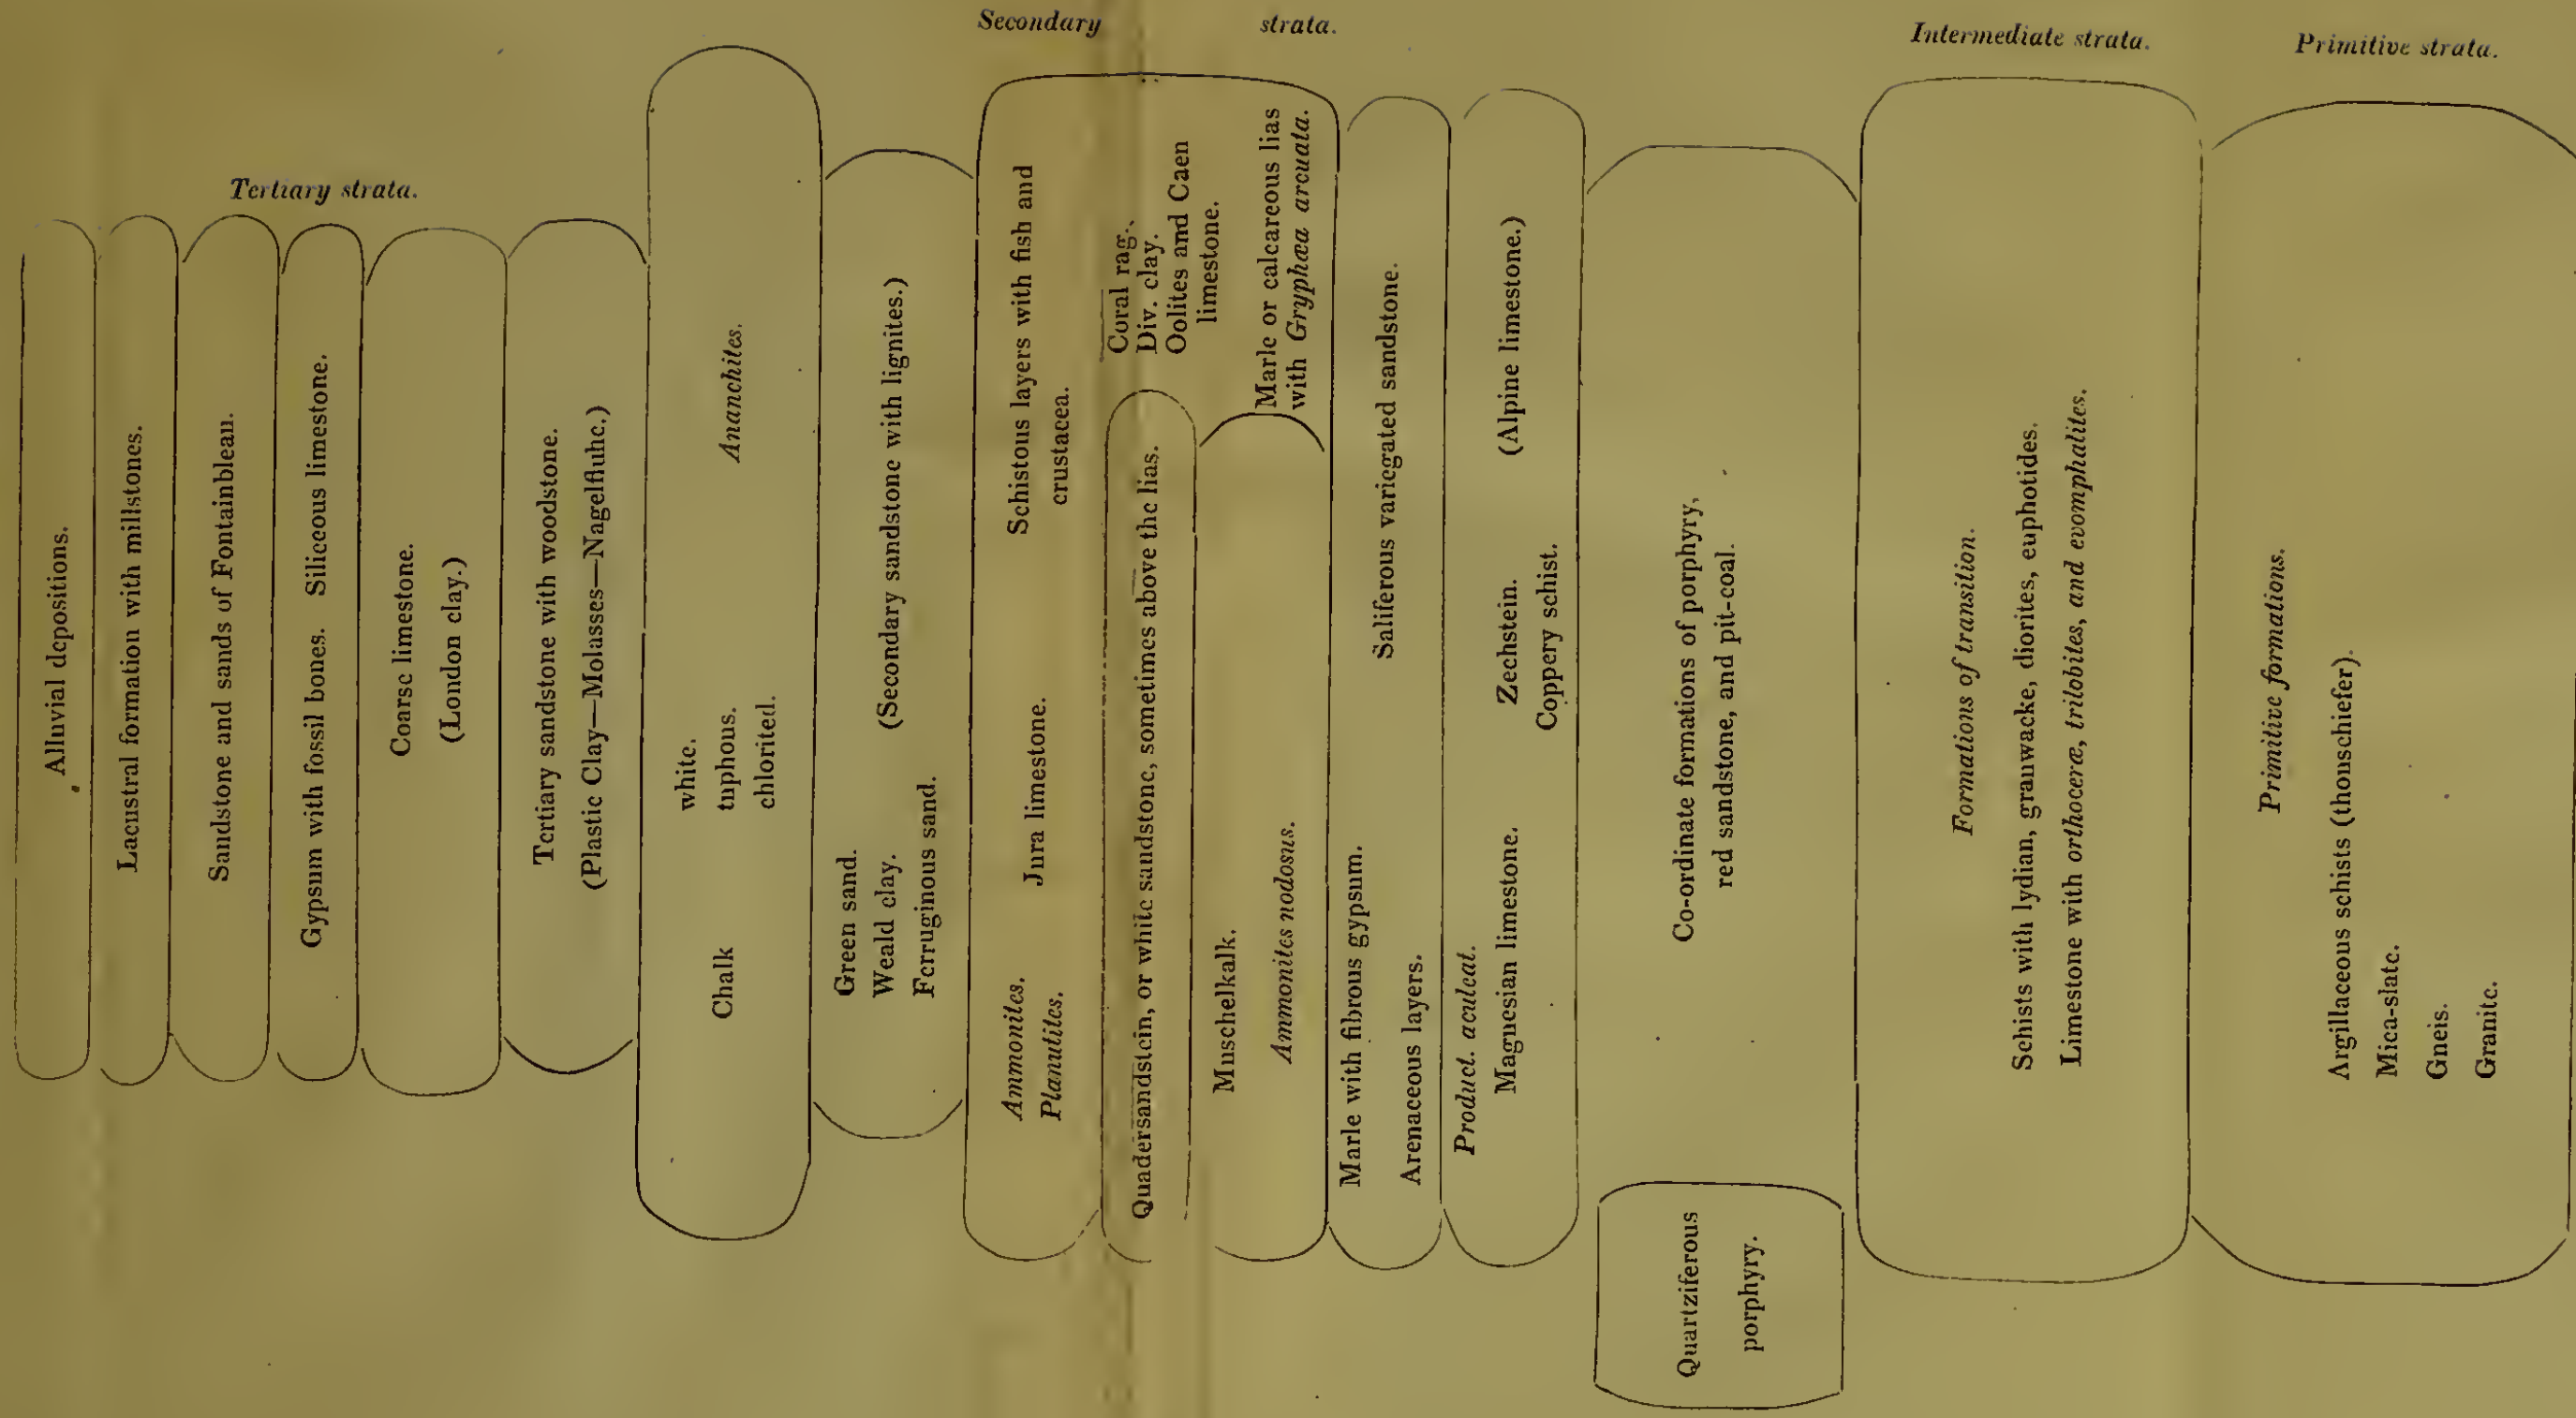 Secondary strata.
Intermediate strata.
Primitive strata.
Tertiary strata.
Alluvial depositions.
Lacustral formation with millstones.
Sandstone and sands of Fontainbleau.
Gypsum with fossil bones. Siliceous limestone.
Coarse limestone.
(London clay.)
Tertiary sandstone with woodstone.
(Plastic Clay—Molasses—Nagelfluhe.)
Chalk
white.
tuphous.
chlorited.
Ananchites.
Green sand.
Weald clay.
Ferruginous sand.
(Secondary sandstone with lignites.)
Ammonites.
Planutites.
Jura limestone.
Schistous layers with fish and
crustacea.
Coral rag.
Div. clay.
Oolites and Caen
limestone.
Marle or calcareous lias
with Gryphæa arcuata.
Quadersandstein, or white sandstone, sometimes above the lias.
Muschelkalk.
Ammonites nodosus.
Marle with fibrous gypsum.
Saliferous variegated sandstone.
Arenaceous layers.
Product. aculeat.
Magnesian limestone.
Zechstein.
Coppery schist.
(Alpine limestone.)
Co-ordinate formations of porphyry,
red sandstone, and pit-coal.
Quartziferous
porphyry.
Formations of transition.
Schists with lydian, grauwacke, diorites, euphotides.
Limestone with orthoceræ, trilobites, and evomphalites.
Primitive formations.
Argillaceous schists (thonschiefer).
Mica-slate.
Gneis.
Granite.